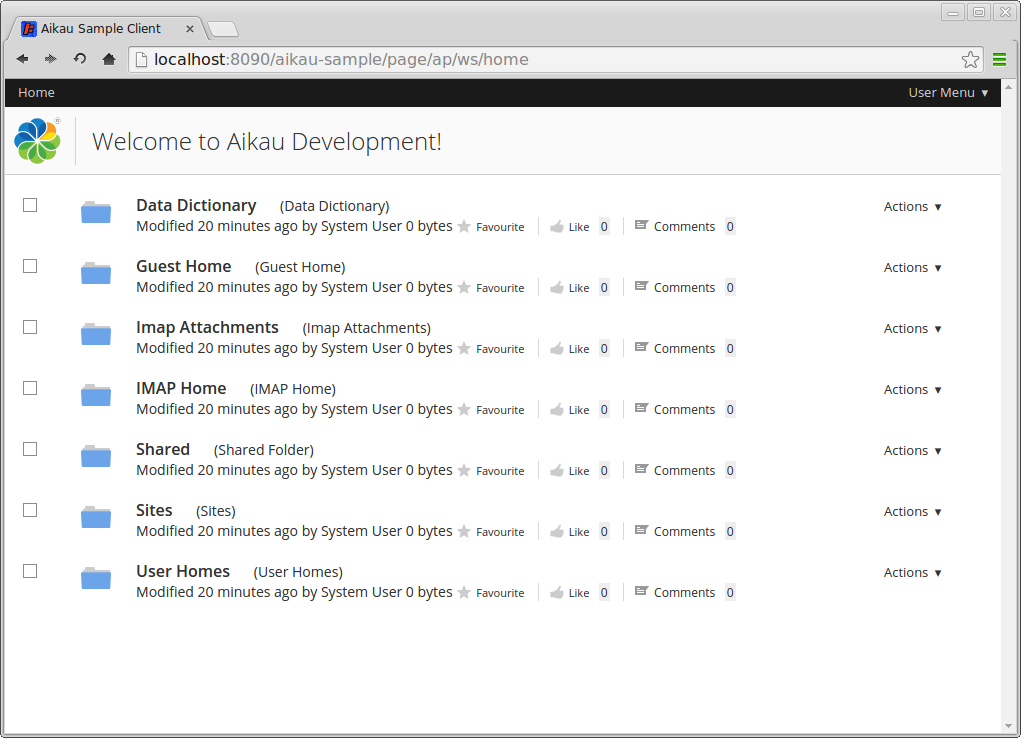 Aikau Sample Client
localhost:8090/aikau-sample/page/ap/ws/home
Home User Menu ▼
Welcome to Aikau Development!
Data Dictionary (Data Dictionary) Actions ▼
Modified 20 minutes ago by System User 0 bytes Favourite Like 0 Comments 0
Guest Home (Guest Home) Actions ▼
Modified 20 minutes ago by System User 0 bytes Favourite Like 0 Comments 0
Imap Attachments (Imap Attachments) Actions ▼
Modified 20 minutes ago by System User 0 bytes Favourite Like 0 Comments 0
IMAP Home (IMAP Home) Actions ▼
Modified 20 minutes ago by System User 0 bytes Favourite Like 0 Comments 0
Shared (Shared Folder) Actions ▼
Modified 20 minutes ago by System User 0 bytes Favourite Like 0 Comments 0
Sites (Sites) Actions ▼
Modified 20 minutes ago by System User 0 bytes Favourite Like 0 Comments 0
User Homes (User Homes) Actions ▼
Modified 20 minutes ago by System User 0 bytes Favourite Like 0 Comments 0